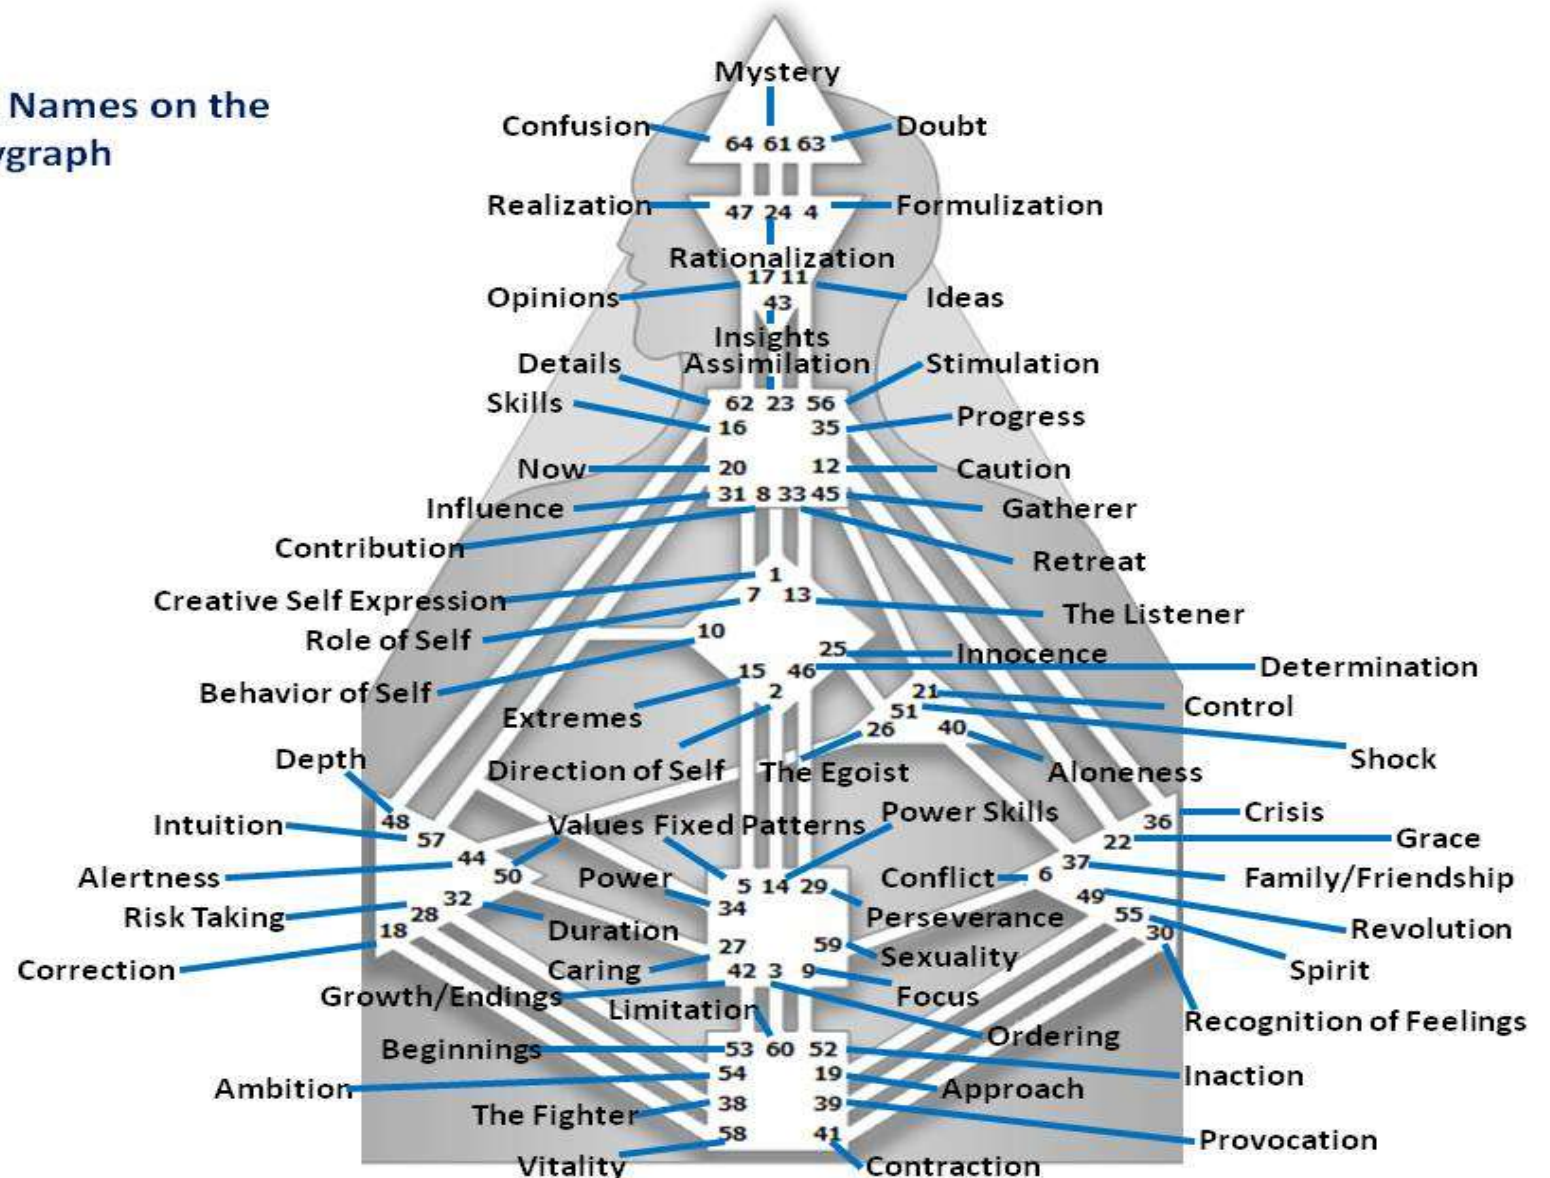 Names on the
ygraph
Mystery
Confusion
Doubt
64 61 63
Realization
Formulization
47 24 4
Rationalization
17 11
Opinions
Ideas
43
Insights
Details
Assimilation
Stimulation
Skills
62 23 56
Progress
16 35
Now
20 12
Caution
Influence
31 8 33 45
Gatherer
Contribution
Retreat
1
Creative Self Expression
7 13
The Listener
Role of Self
10
25
Innocence
Determination
Behavior of Self
15 46
2
21
Control
Extremes
51
26 40
Shock
Depth
Direction of Self
The Egoist
Aloneness
48
Intuition
57
Values
Fixed Patterns
Power Skills
36
Crisis
22
Grace
44
Alertness
50
Power
5 14 29
Conflict
6
37
Family/Friendship
32
34
49
Risk Taking
28
Perseverance
55
Revolution
18
Duration
27 59
30
Correction
Caring
Sexuality
Spirit
42 3 9
Growth/Endings
Focus
Limitation
Recognition of Feelings
Ordering
Beginnings
53 60 52
Inaction
Ambition
54 19
Approach
The Fighter
38 39
Provocation
58 41
Vitality
Contraction